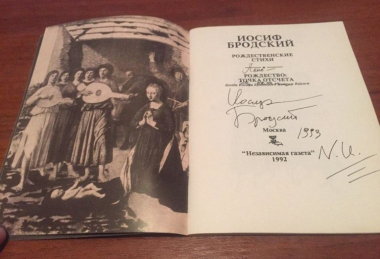 ИОСИФ
БРОДСКИЙ
РОЖДЕСТВЕНСКИЕ
СТИХИ
РОЖДЕСТВО:
ТОЧКА ОТСЧЕТА
Иосиф
Бродский
Москва
1993
"Независимая газета"
1992
N.Y.